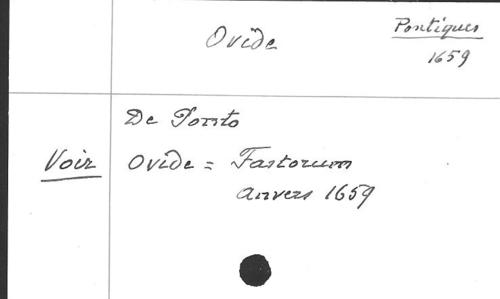 Ovide
Pontiques
1659
De Ponto
Voir Ovide = Fastorum
Anvers 1659